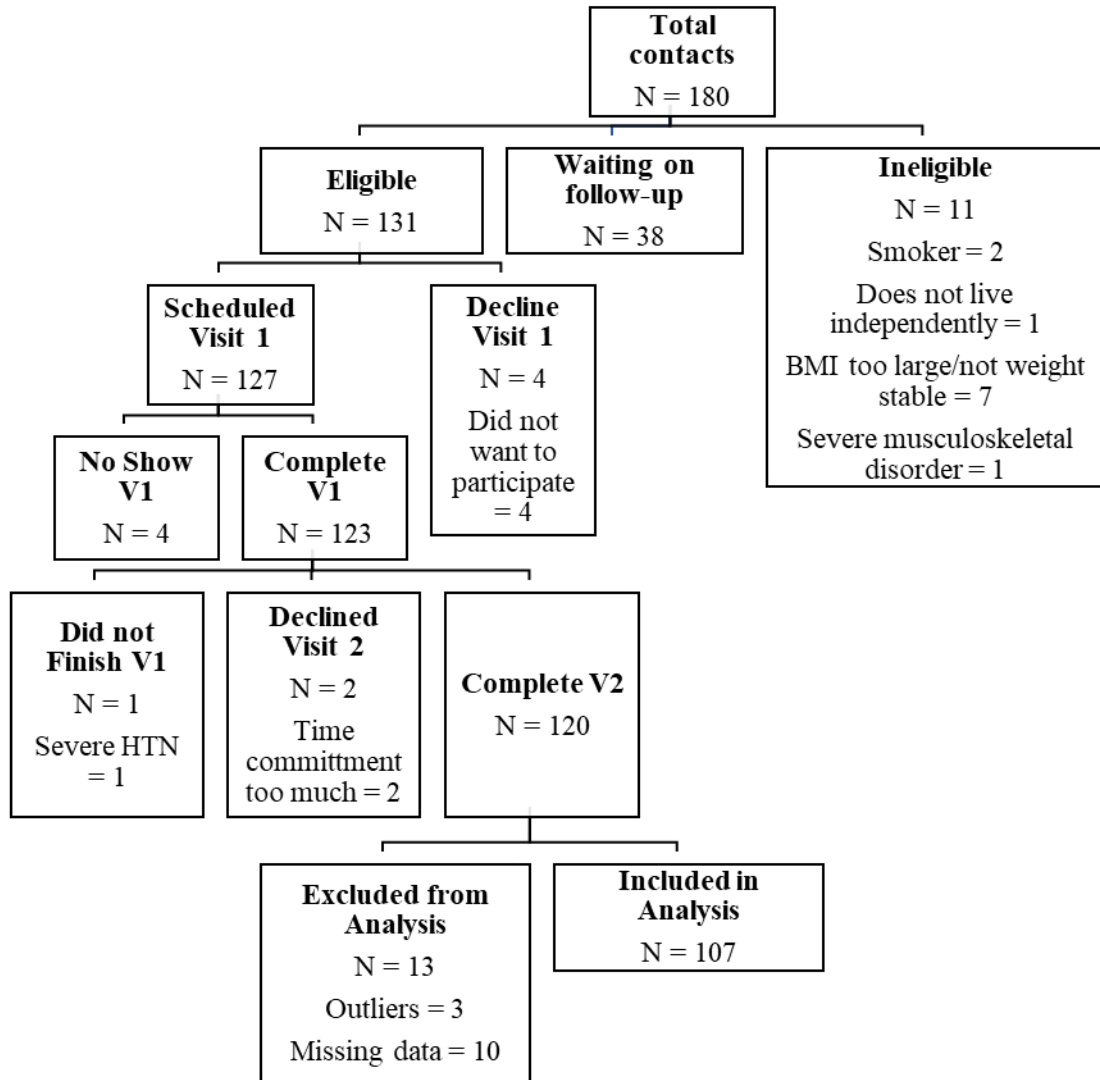 Total
contacts
N = 180
Eligible
N = 131
Waiting on
follow-up
N = 38
Ineligible
N = 11
Smoker = 2
Does not live
independently = 1
BMI too large/not weight
stable = 7
Severe musculoskeletal
disorder = 1
Scheduled
Visit 1
N = 127
Decline
Visit 1
N = 4
Did not
want to
participate
= 4
No Show
V1
N = 4
Complete
V1
N = 123
Did not
Finish V1
N = 1
Severe HTN
= 1
Declined
Visit 2
N = 2
Time
committment
too much = 2
Complete V2
N = 120
Excluded from
Analysis
N = 13
Outliers = 3
Missing data = 10
Included in
Analysis
N = 107